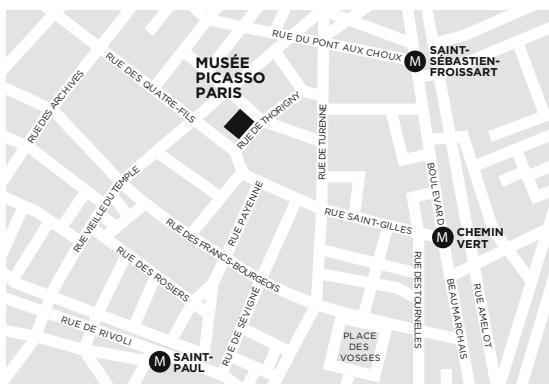 RUE DU PONT AUX CHOUX
M
SAINT-
SÉBASTIEN-
FROISSART
MUSÉE
PICASSO
PARIS
RUE DES QUATRE-FILS
RUE DES ARCHIVES
RUE DE THORIGNY
RUE DE TURENNE
RUE VIEILLE DU TEMPLE
RUE PAYENNE
BOULEVARD
RUE SAINT-GILLES
M
CHEMIN
VERT
RUE DES FRANCS-BOURGEOIS
RUE DES ROSIERS
RUE DES TOURNELLES
BEAUMARCHAIS
RUE AMELOT
RUE DE SÉVIGNÉ
RUE DE RIVOLI
PLACE
DES
VOSGES
M
SAINT-
PAUL